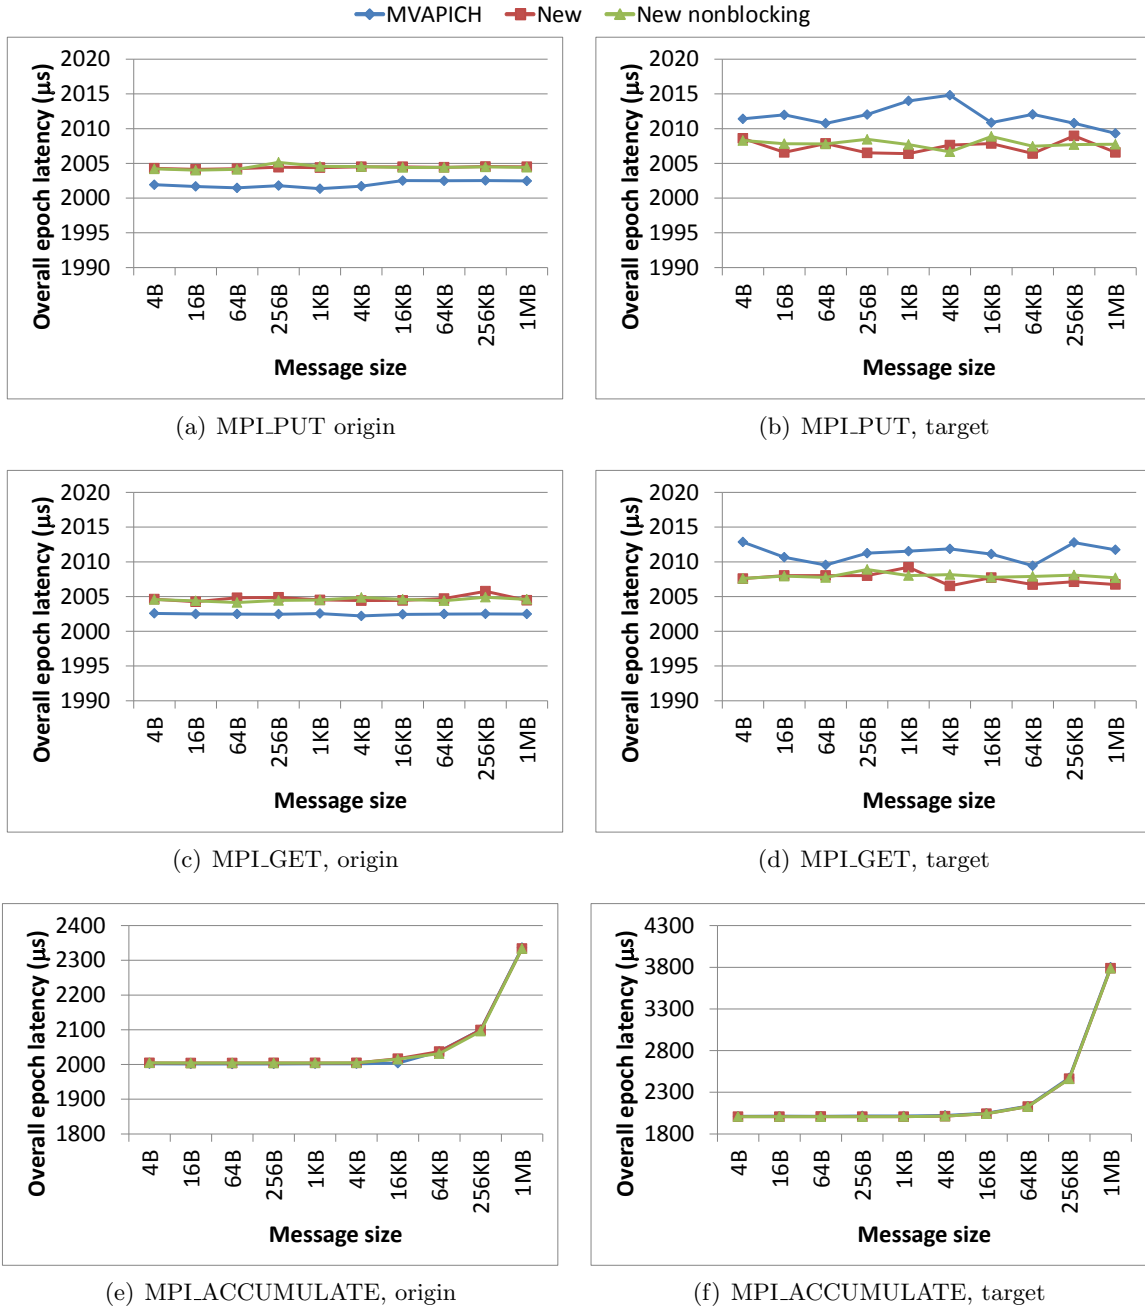 MVAPICH New New nonblocking
Overall epoch latency (µs)
2020
2015
2010
2005
2000
1995
1990
4B
16B
64B
256B
1KB
4KB
16KB
64KB
256KB
1MB
Message size
(a) MPI_PUT origin
Overall epoch latency (µs)
2020
2015
2010
2005
2000
1995
1990
4B
16B
64B
256B
1KB
4KB
16KB
64KB
256KB
1MB
Message size
(b) MPI_PUT, target
Overall epoch latency (µs)
2020
2015
2010
2005
2000
1995
1990
4B
16B
64B
256B
1KB
4KB
16KB
64KB
256KB
1MB
Message size
(c) MPI_GET, origin
Overall epoch latency (µs)
2020
2015
2010
2005
2000
1995
1990
4B
16B
64B
256B
1KB
4KB
16KB
64KB
256KB
1MB
Message size
(d) MPI_GET, target
Overall epoch latency (µs)
2400
2300
2200
2100
2000
1900
1800
4B
16B
64B
256B
1KB
4KB
16KB
64KB
256KB
1MB
Message size
(e) MPI_ACCUMULATE, origin
Overall epoch latency (µs)
4300
3800
3300
2800
2300
1800
4B
16B
64B
256B
1KB
4KB
16KB
64KB
256KB
1MB
Message size
(f) MPI_ACCUMULATE, target